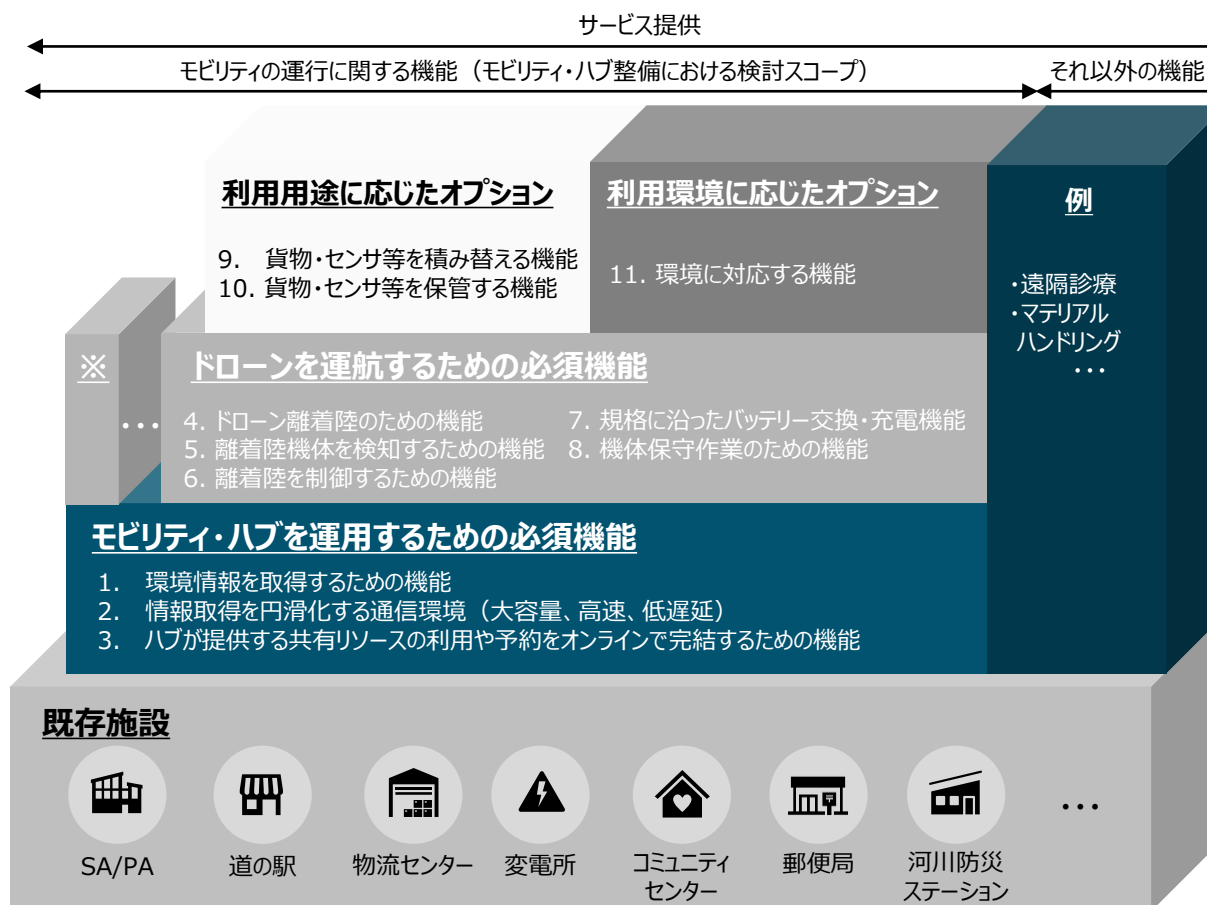 サービス提供
モビリティの運行に関する機能（モビリティ・ハブ整備における検討スコープ）
それ以外の機能
利用用途に応じたオプション
9. 貨物・センサ等を積み替える機能
10. 貨物・センサ等を保管する機能
利用環境に応じたオプション
11. 環境に対応する機能
例
・遠隔診療
・マテリアル
ハンドリング
・・・
※
・・・
ドローンを運航するための必須機能
4. ドローン離着陸のための機能
5. 離着陸機体を検知するための機能
6. 離着陸を制御するための機能
7. 規格に沿ったバッテリー交換・充電機能
8. 機体保守作業のための機能
モビリティ・ハブを運用するための必須機能
1. 環境情報を取得するための機能
2. 情報取得を円滑化する通信環境（大容量、高速、低遅延）
3. ハブが提供する共有リソースの利用や予約をオンラインで完結するための機能
既存施設
SA/PA
道の駅
物流センター
変電所
コミュニティ
センター
郵便局
河川防災
ステーション
・・・